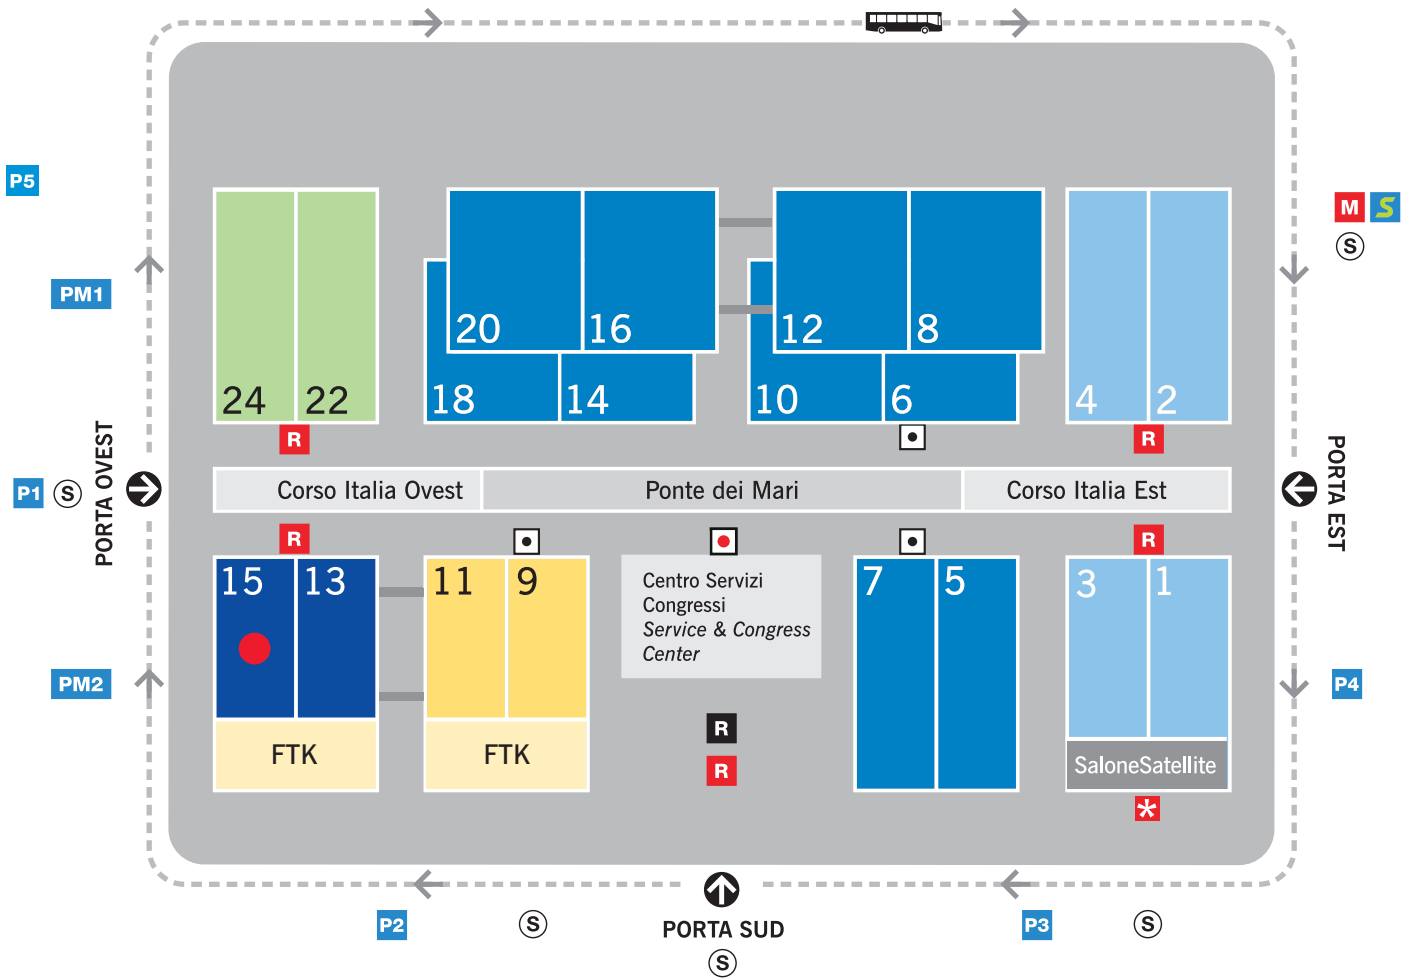 P5
M S
S
PM1
20 16 12 8
24 22 18 14 10 6 4 2
R R
PORTA OVEST
PORTA EST
P1 S
Corso Italia Ovest Ponte dei Mari Corso Italia Est
R R
15 13 11 9 7 5 3 1
Centro Servizi
Congressi
Service & Congress
Center
PM2
P4
R
FTK FTK
SaloneSatellite
R
*
P2 S PORTA SUD P3 S
S